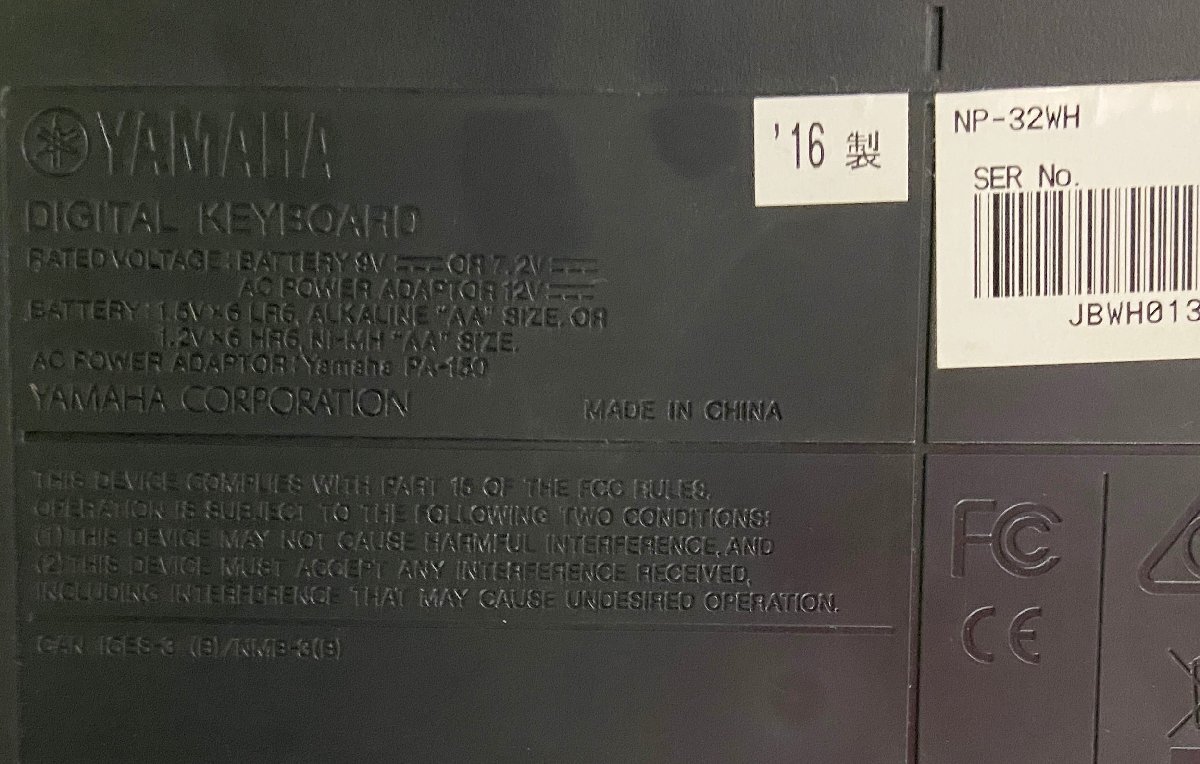 YAMAHA
DIGITAL KEYBOARD
RATED VOLTAGE: BATTERY 9V OR 7.2V
AC POWER ADAPTOR 12V
BATTERY 1.5V×6 LR6, ALKALINE "AA" SIZE, OR
1.2V×6 HR6, NI-MH "AA" SIZE.
AC POWER ADAPTOR: Yamaha PA-150
YAMAHA CORPORATION
MADE IN CHINA
'16 製
NP-32WH
SER No.
JBWH013
THIS DEVICE COMPLIES WITH PART 15 OF THE FCC RULES.
OPERATION IS SUBJECT TO THE FOLLOWING TWO CONDITIONS:
(1) THIS DEVICE MAY NOT CAUSE HARMFUL INTERFERENCE, AND
(2) THIS DEVICE MUST ACCEPT ANY INTERFERENCE RECEIVED,
INCLUDING INTERFERENCE THAT MAY CAUSE UNDESIRED OPERATION.
CAN ICES-3 (B)/NMB-3(B)
FC
CE